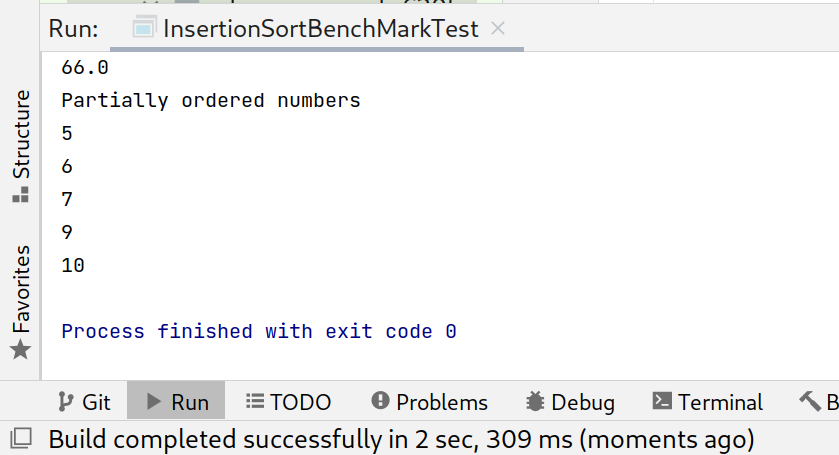 Run: InsertionSortBenchMarkTest
66.0
Partially ordered numbers
5
6
7
9
10
Process finished with exit code 0
Structure
Favorites
Git Run TODO Problems Debug Terminal
Build completed successfully in 2 sec, 309 ms (moments ago)